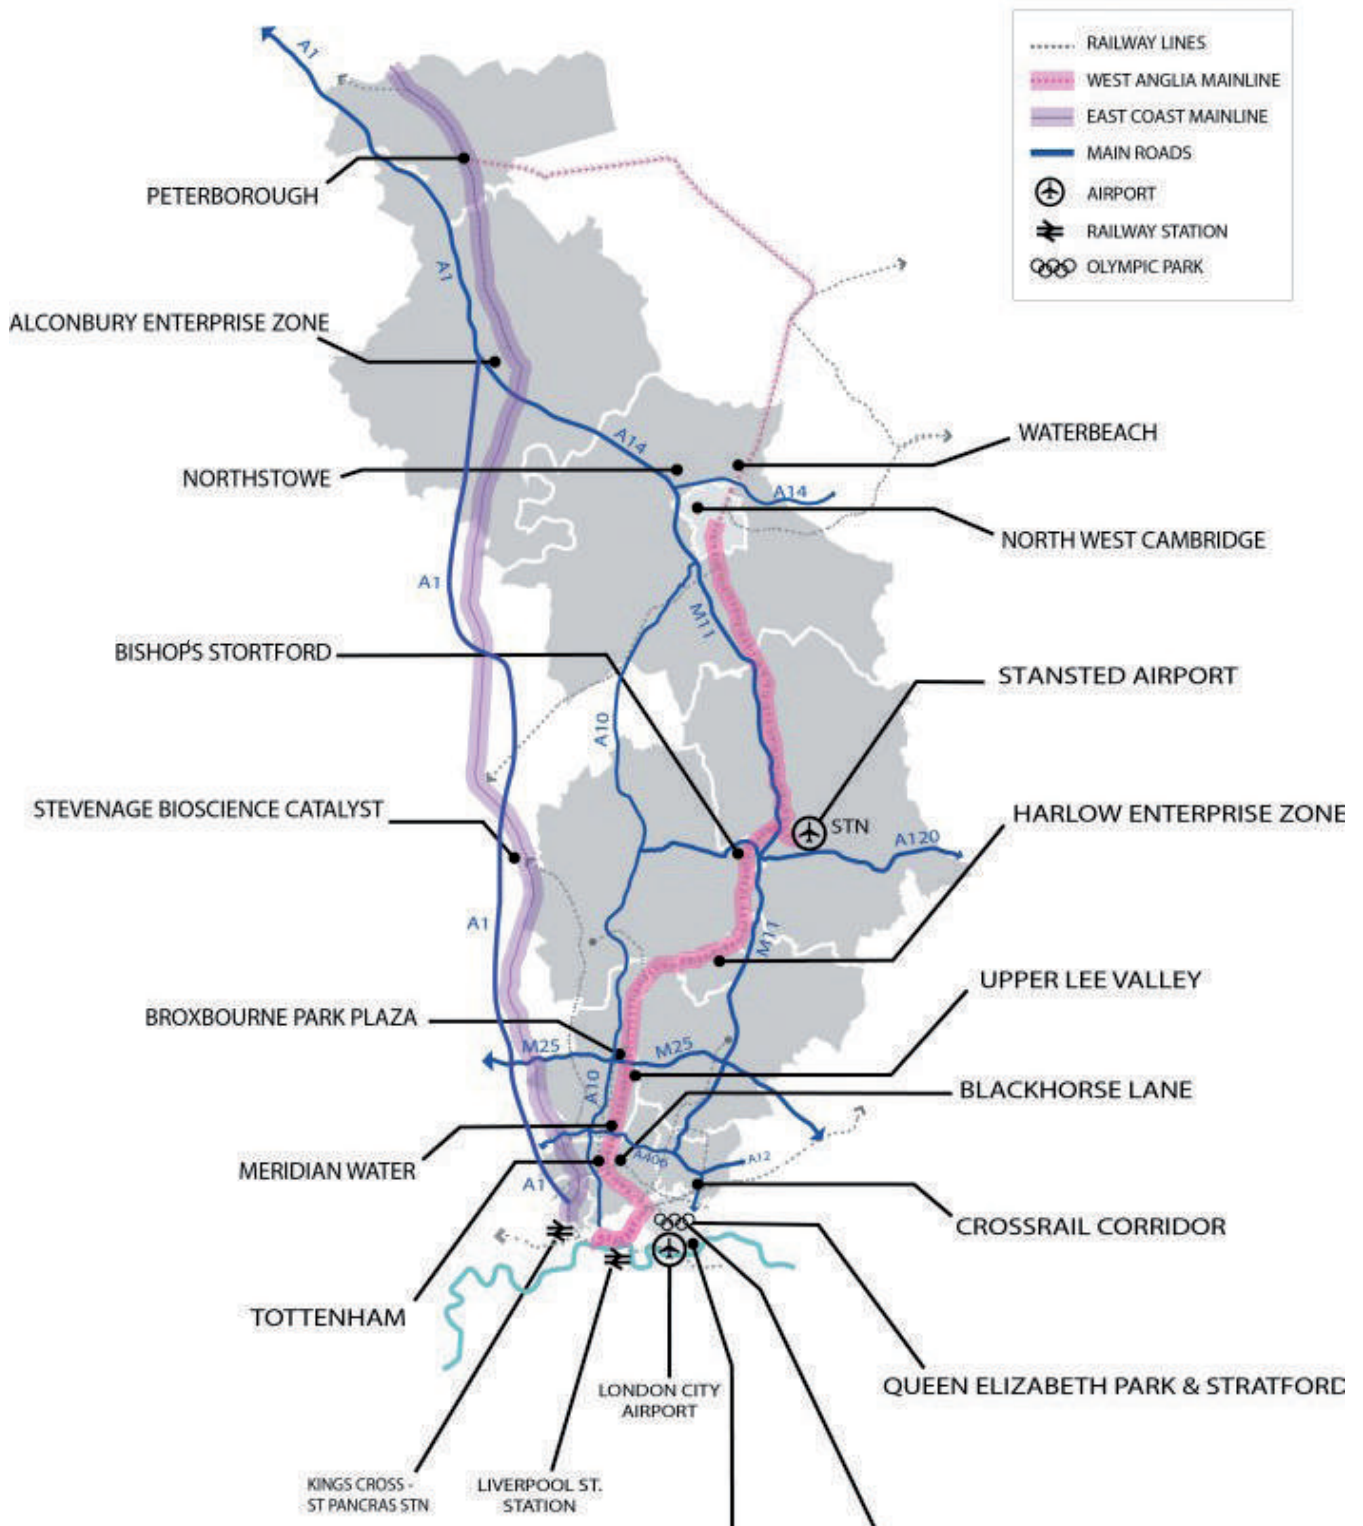 RAILWAY LINES
WEST ANGLIA MAINLINE
EAST COAST MAINLINE
MAIN ROADS
AIRPORT
RAILWAY STATION
OLYMPIC PARK
A1
PETERBOROUGH
A1
ALCONBURY ENTERPRISE ZONE
A14
WATERBEACH
NORTHSTOWE
A14
NORTH WEST CAMBRIDGE
A1
M11
BISHOP'S STORTFORD
STANSTED AIRPORT
A10
STEVENAGE BIOSCIENCE CATALYST
HARLOW ENTERPRISE ZONE
STN
A120
A1
M11
UPPER LEE VALLEY
BROXBOURNE PARK PLAZA
M25
M25
A10
BLACKHORSE LANE
MERIDIAN WATER
A406
A12
A1
CROSSRAIL CORRIDOR
TOTTENHAM
QUEEN ELIZABETH PARK & STRATFORD
LONDON CITY
AIRPORT
KINGS CROSS -
ST PANCRAS STN
LIVERPOOL ST.
STATION